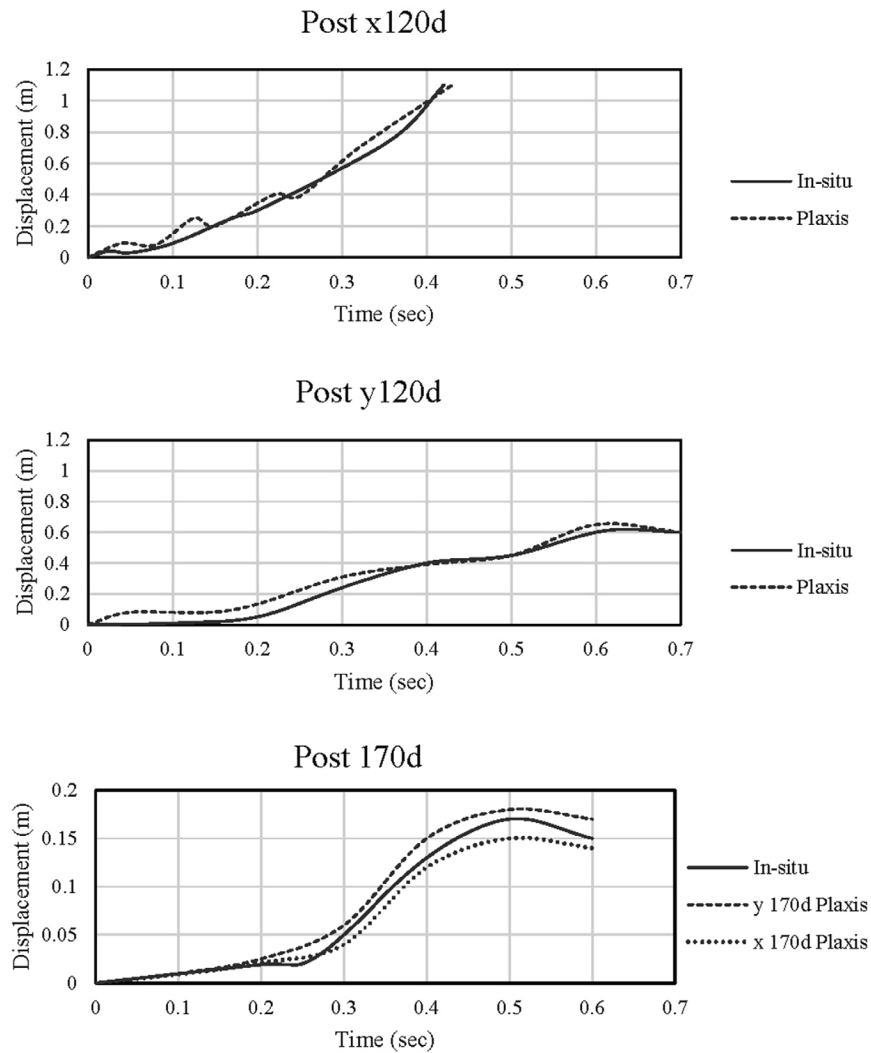 Post x120d
1.2
1
0.8
0.6
0.4
0.2
0
Displacement (m)
0 0.1 0.2 0.3 0.4 0.5 0.6 0.7
Time (sec)
In-situ
Plaxis
Post y120d
1.2
1
0.8
0.6
0.4
0.2
0
Displacement (m)
0 0.1 0.2 0.3 0.4 0.5 0.6 0.7
Time (sec)
In-situ
Plaxis
Post 170d
0.2
0.15
0.1
0.05
0
Displacement (m)
0 0.1 0.2 0.3 0.4 0.5 0.6 0.7
Time (sec)
In-situ
y 170d Plaxis
x 170d Plaxis